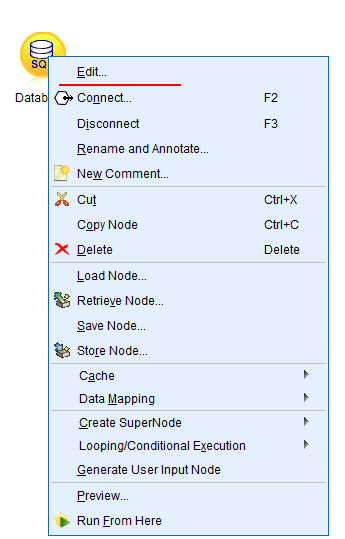 SQ
Edit...
Datab
Connect... F2
Disconnect F3
Rename and Annotate...
New Comment...
Cut Ctrl+X
Copy Node Ctrl+C
Delete Delete
Load Node...
Retrieve Node...
Save Node...
Store Node...
Cache
Data Mapping
Create SuperNode
Looping/Conditional Execution
Generate User Input Node
Preview...
Run From Here